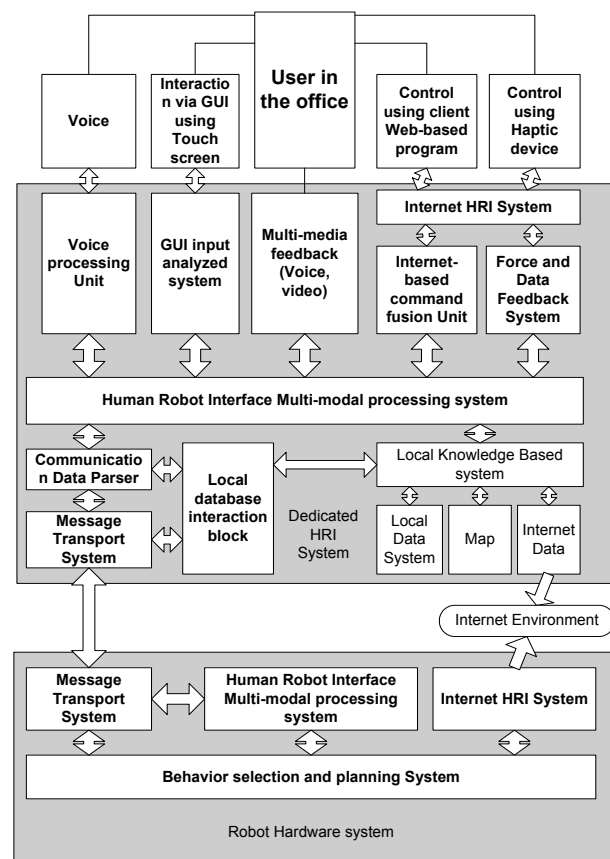 Voice
Interactio
n via GUI
using
Touch
screen
User in
the office
Control
using client
Web-based
program
Control
using
Haptic
device
Internet HRI System
Voice
processing
Unit
GUI input
analyzed
system
Multi-media
feedback
(Voice,
video)
Internet-
based
command
fusion Unit
Force and
Data
Feedback
System
Human Robot Interface Multi-modal processing system
Communicatio
n Data Parser
Message
Transport
System
Local
database
interaction
block
Dedicated
HRI
System
Local Knowledge Based
system
Local
Data
System
Map
Internet
Data
Internet Environment
Message
Transport
System
Human Robot Interface
Multi-modal processing
system
Internet HRI System
Behavior selection and planning System
Robot Hardware system